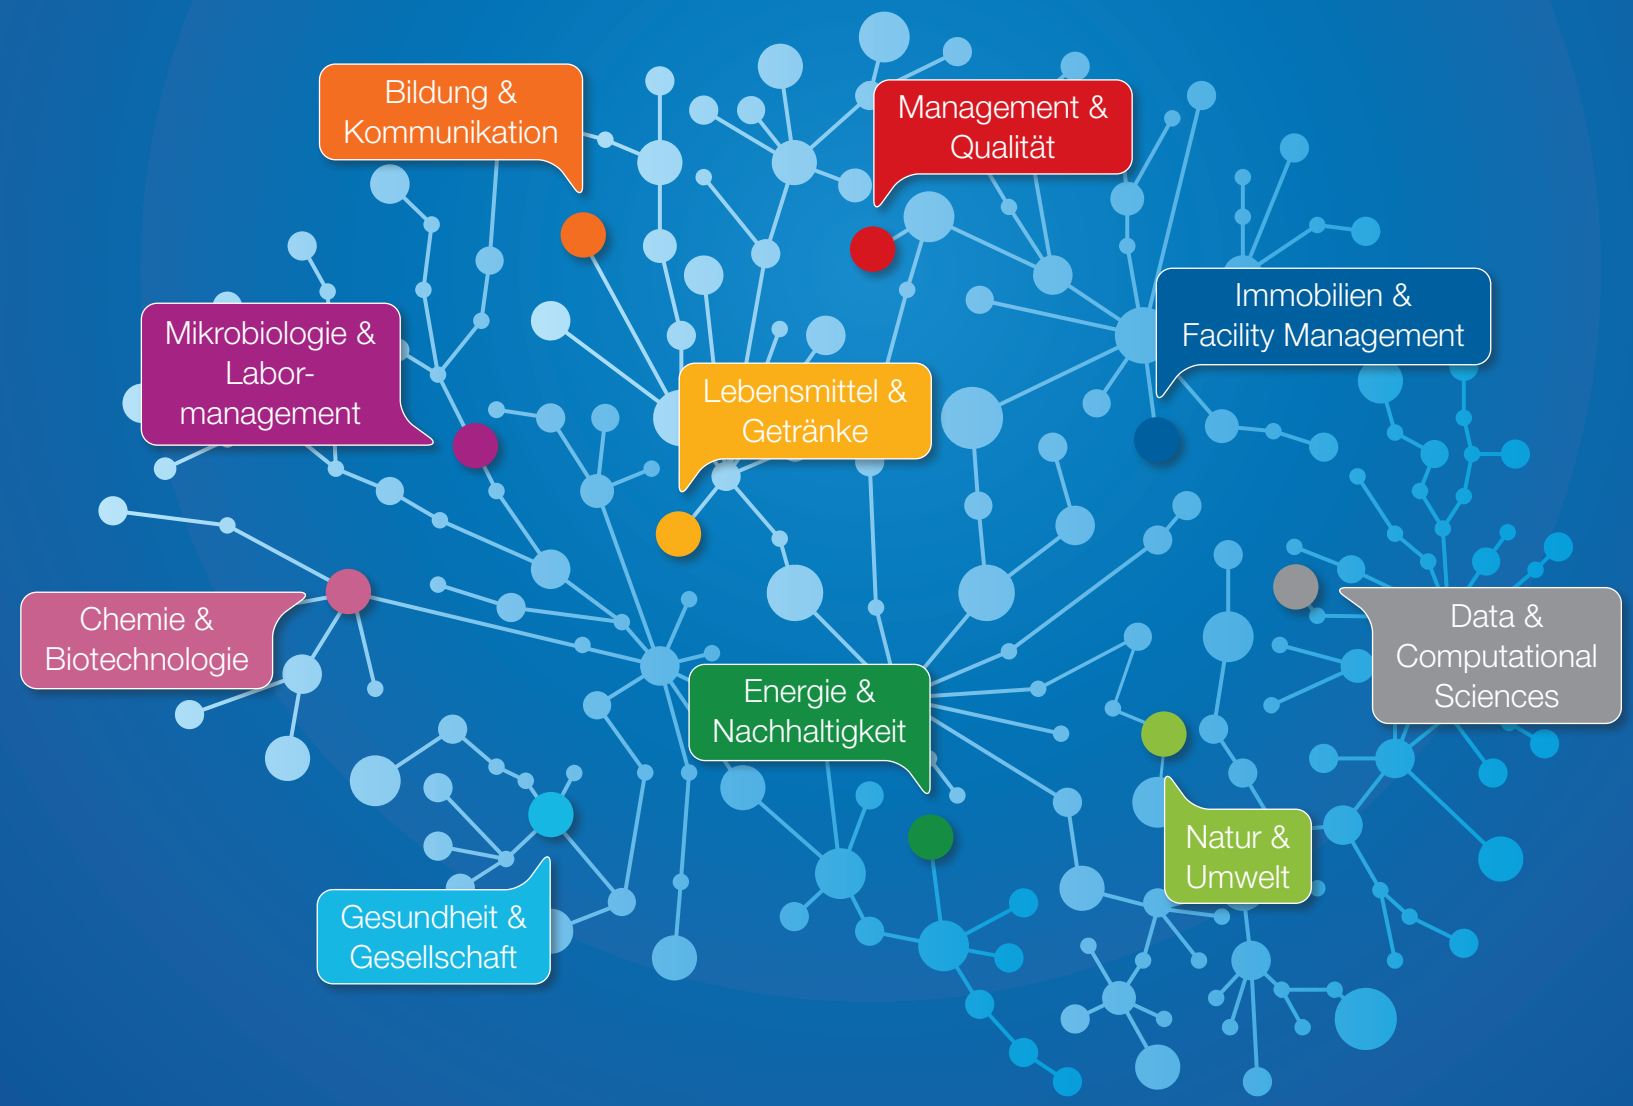 Bildung &
Kommunikation
Management &
Qualität
Immobilien &
Facility Management
Mikrobiologie &
Labor-
management
Lebensmittel &
Getränke
Chemie &
Biotechnologie
Data &
Computational
Sciences
Energie &
Nachhaltigkeit
Natur &
Umwelt
Gesundheit &
Gesellschaft